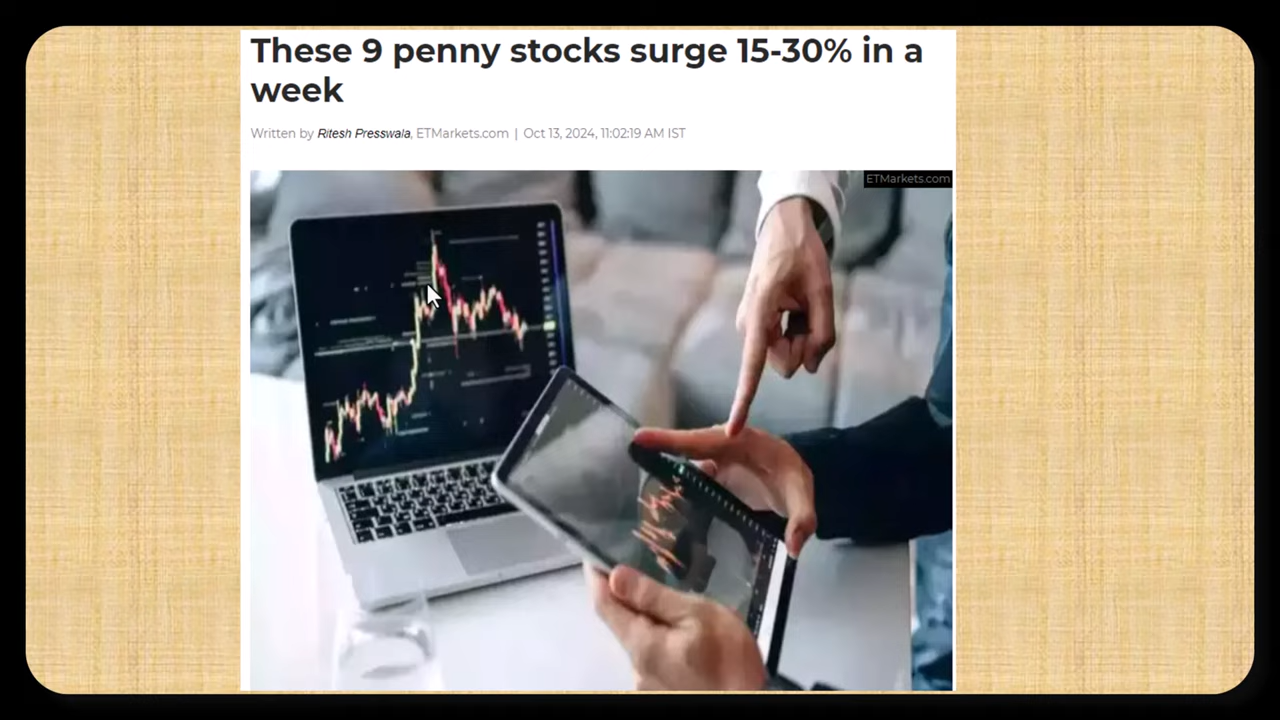 These 9 penny stocks surge 15-30% in a
week
Written by Ritesh Presswala, ETMarkets.com | Oct 13, 2024, 11:02:19 AM IST
ETMarkets.com